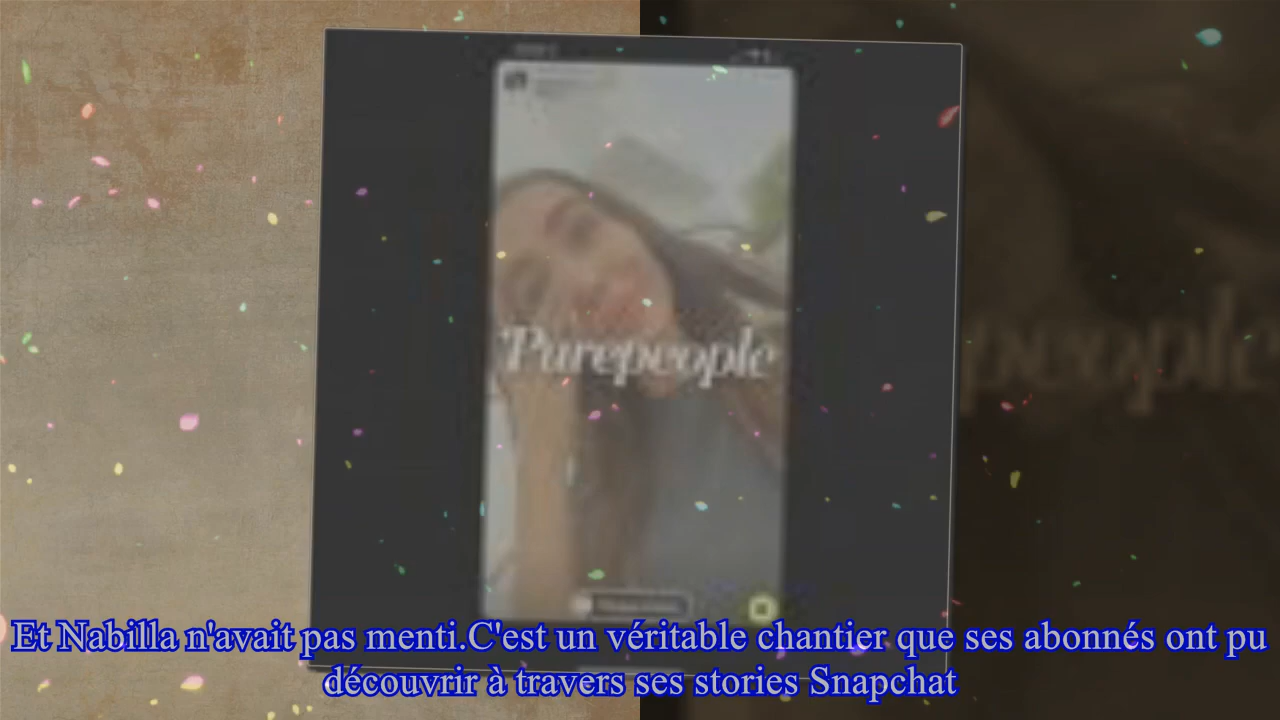 Purepeople
people
Et Nabilla n'avait pas menti.C'est un véritable chantier que ses abonnés ont pu
découvrir à travers ses stories Snapchat